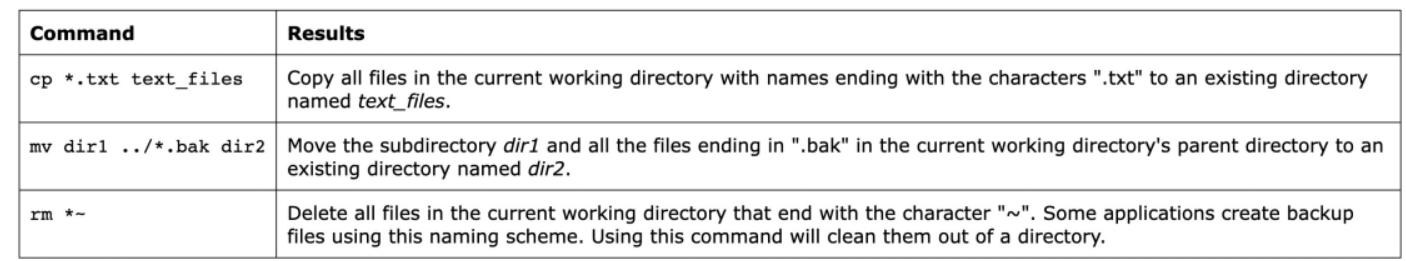 Command Results
cp *.txt text_files Copy all files in the current working directory with names ending with the characters ".txt" to an existing directory
named text_files.
mv dir1 ../*.bak dir2 Move the subdirectory dir1 and all the files ending in ".bak" in the current working directory's parent directory to an
existing directory named dir2.
rm *~ Delete all files in the current working directory that end with the character "~". Some applications create backup
files using this naming scheme. Using this command will clean them out of a directory.